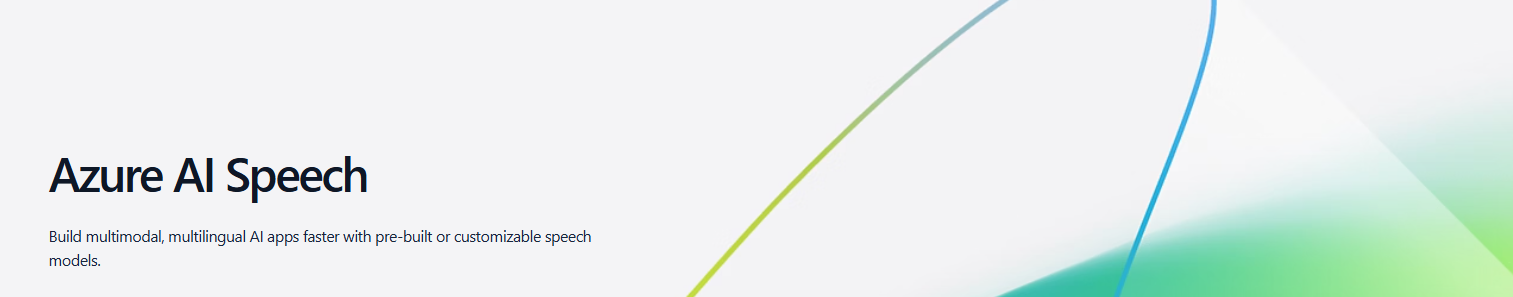 Azure AI Speech
Build multimodal, multilingual AI apps faster with pre-built or customizable speech
models.